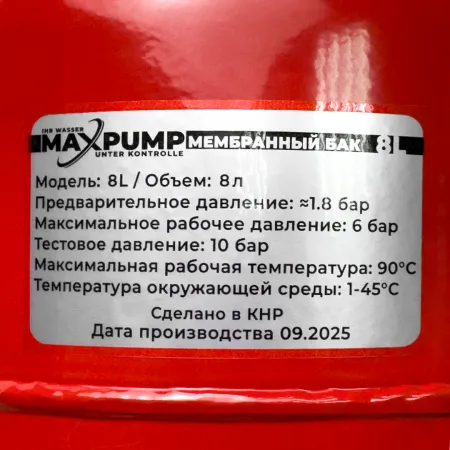 IHR WASSER
MAXPUMP
UNTER KONTROLLE
МЕМБРАННЫЙ БАК 8L
Модель: 8L / Объем: 8 л
Предварительное давление: ≈1.8 бар
Максимальное рабочее давление: 6 бар
Тестовое давление: 10 бар
Максимальная рабочая температура: 90°C
Температура окружающей среды: 1-45°C
Сделано в КНР
Дата производства 09.2025